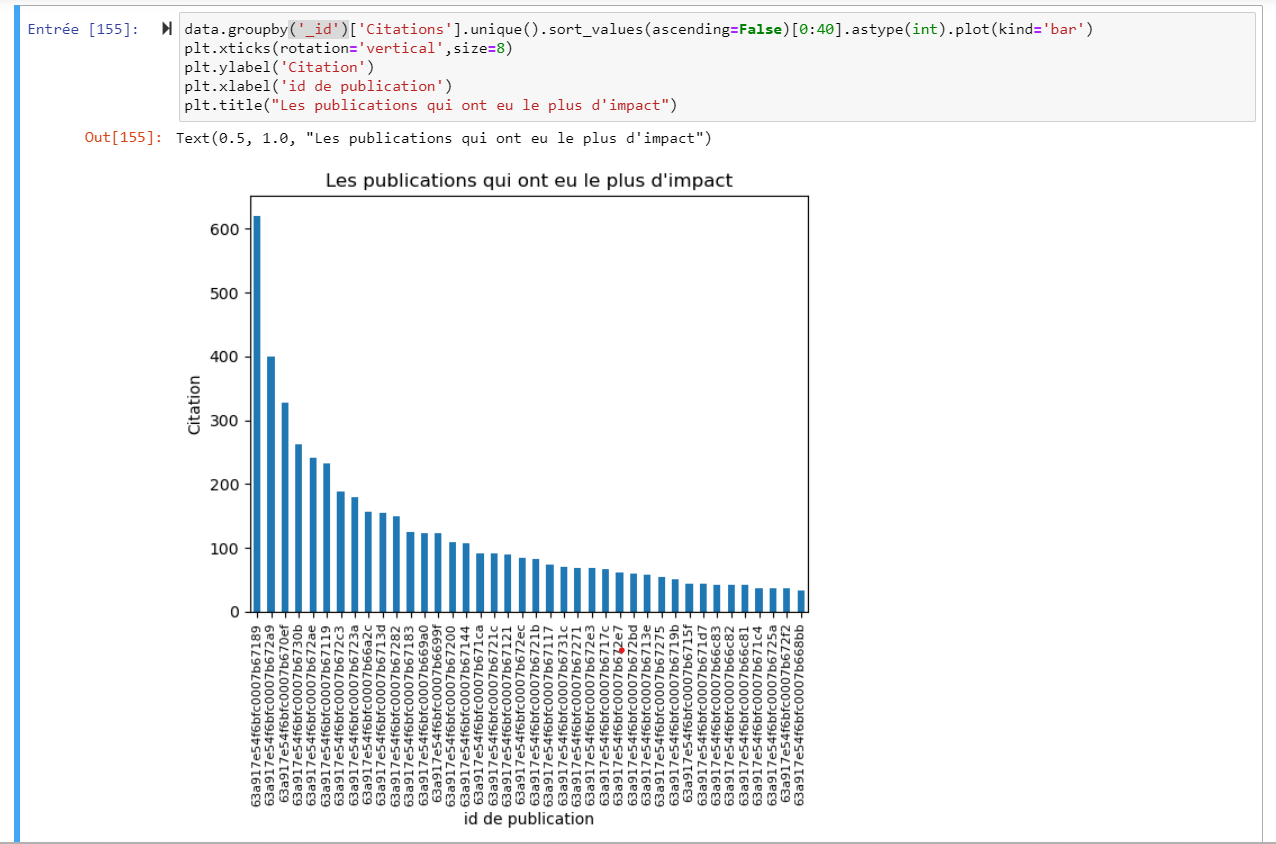 Entrée [155]:
data.groupby('_id')['Citations'].unique().sort_values(ascending=False)[0:40].astype(int).plot(kind='bar')
plt.xticks(rotation='vertical',size=8)
plt.ylabel('Citation')
plt.xlabel('id de publication')
plt.title("Les publications qui ont eu le plus d'impact")
Out[155]: Text(0.5, 1.0, "Les publications qui ont eu le plus d'impact")
Les publications qui ont eu le plus d'impact
600
500
400
300
200
100
0
Citation
63a917e54f6bfc0007b67189
63a917e54f6bfc0007b672a9
63a917e54f6bfc0007b670ef
63a917e54f6bfc0007b6730b
63a917e54f6bfc0007b672ae
63a917e54f6bfc0007b67119
63a917e54f6bfc0007b672c3
63a917e54f6bfc0007b6723a
63a917e54f6bfc0007b66a2c
63a917e54f6bfc0007b6713d
63a917e54f6bfc0007b67282
63a917e54f6bfc0007b67183
63a917e54f6bfc0007b669a0
63a917e54f6bfc0007b6699f
63a917e54f6bfc0007b67200
63a917e54f6bfc0007b67144
63a917e54f6bfc0007b671ca
63a917e54f6bfc0007b6721c
63a917e54f6bfc0007b67121
63a917e54f6bfc0007b672ec
63a917e54f6bfc0007b6721b
63a917e54f6bfc0007b67117
63a917e54f6bfc0007b6731c
63a917e54f6bfc0007b67271
63a917e54f6bfc0007b672e3
63a917e54f6bfc0007b6717c
63a917e54f6bfc0007b672e7
63a917e54f6bfc0007b672bd
63a917e54f6bfc0007b6713e
63a917e54f6bfc0007b67275
63a917e54f6bfc0007b6719b
63a917e54f6bfc0007b6715f
63a917e54f6bfc0007b671d7
63a917e54f6bfc0007b66c83
63a917e54f6bfc0007b66c82
63a917e54f6bfc0007b66c81
63a917e54f6bfc0007b671c4
63a917e54f6bfc0007b6725a
63a917e54f6bfc0007b672f2
63a917e54f6bfc0007b668bb
id de publication